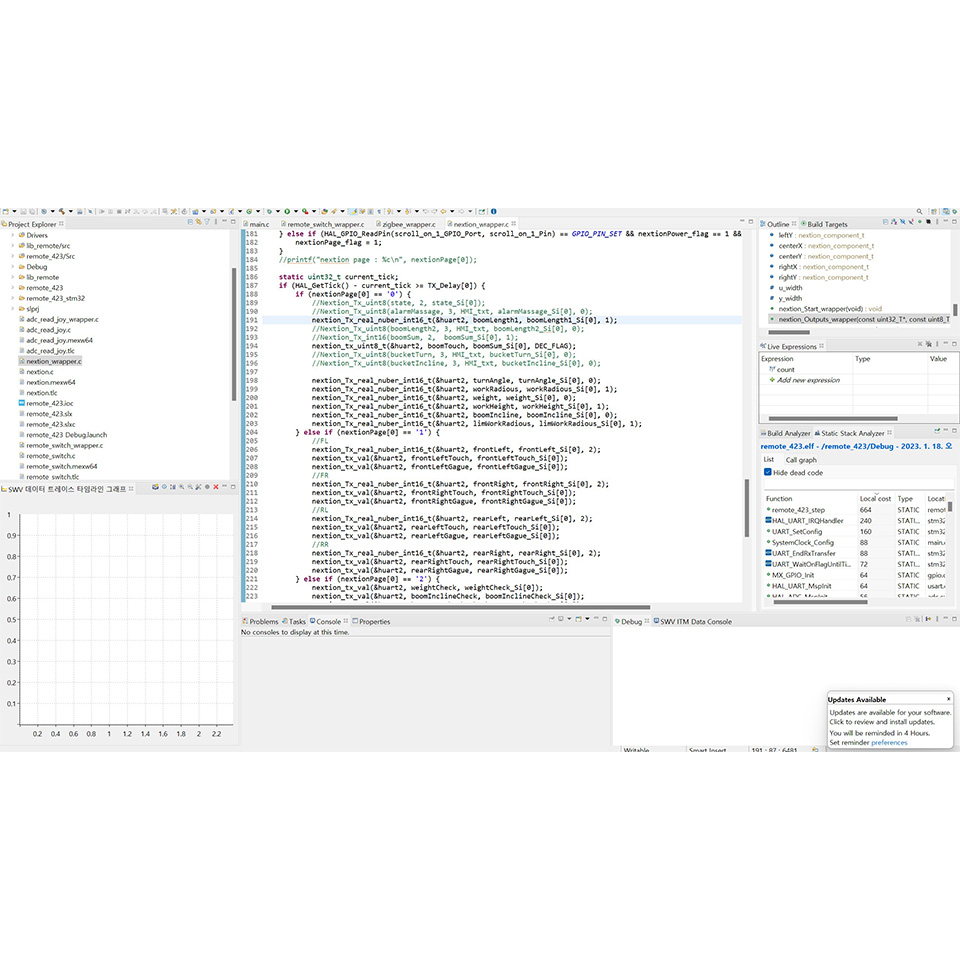 Project Explorer
Drivers
lib_remote/src
remote_423/Src
Debug
lib_remote
remote_423
remote_423_stm32
slprj
adc_read_joy_wrapper.c
adc_read_joy.c
adc_read_joy.mexw64
adc_read_joy.tlc
nextion_wrapper.c
nextion.c
nextion.mexw64
nextion.tlc
remote_423.ioc
remote_423.slx
remote_423.slxc
remote_423 Debug.launch
remote_switch_wrapper.c
remote_switch.c
remote_switch.mexw64
remote_switch.tlc
SWV 데이터 트레이스 타임라인 그래프
1
0.9
0.8
0.7
0.6
0.5
0.4
0.3
0.2
0.1
0.2 0.4 0.6 0.8 1 1.2 1.4 1.6 1.8 2 2.2
main.c remote_switch_wrapper.c zigbee_wrapper.c nextion_wrapper.c
181 } else if (HAL_GPIO_ReadPin(scroll_on_1_GPIO_Port, scroll_on_1_Pin) == GPIO_PIN_SET && nextionPower_flag == 1 &&
182 nextionPage_flag = 1;
183 }
184 //printf("nextion page : %c\n", nextionPage[0]);
185
186 static uint32_t current_tick;
187 if (HAL_GetTick() - current_tick >= TX_Delay[0]) {
188 if (nextionPage[0] == '0') {
189 //Nextion_Tx_uint8(state, 2, state_Si[0]);
190 //Nextion_Tx_uint8(alarmMassage, 3, HMI_txt, alarmMassage_Si[0], 0);
191 nextion_Tx_real_nuber_int16_t(&huart2, boomLength1, boomLength1_Si[0], 1);
192 //Nextion_Tx_uint8(boomLength2, 3, HMI_txt, boomLength2_Si[0], 0);
193 //Nextion_Tx_int16(boomSum, 2, boomSum_Si[0], 1);
194 nextion_tx_uint8_t(&huart2, boomTouch, boomSum_Si[0], DEC_FLAG);
195 //Nextion_Tx_uint8(bucketTurn, 3, HMI_txt, bucketTurn_Si[0], 0);
196 //Nextion_Tx_uint8(bucketIncline, 3, HMI_txt, bucketIncline_Si[0], 0);
197
198 nextion_Tx_real_nuber_int16_t(&huart2, turnAngle, turnAngle_Si[0], 0);
199 nextion_Tx_real_nuber_int16_t(&huart2, workRadious, workRadious_Si[0], 1);
200 nextion_Tx_real_nuber_int16_t(&huart2, weight, weight_Si[0], 0);
201 nextion_Tx_real_nuber_int16_t(&huart2, workHeight, workHeight_Si[0], 1);
202 nextion_Tx_real_nuber_int16_t(&huart2, boomIncline, boomIncline_Si[0], 0);
203 nextion_Tx_real_nuber_int16_t(&huart2, limWorkRadious, limWorkRadious_Si[0], 1);
204 } else if (nextionPage[0] == '1') {
205 //FL
206 nextion_Tx_real_nuber_int16_t(&huart2, frontLeft, frontLeft_Si[0], 2);
207 nextion_tx_val(&huart2, frontLeftTouch, frontLeftTouch_Si[0]);
208 nextion_tx_val(&huart2, frontLeftGague, frontLeftGague_Si[0]);
209 //FR
210 nextion_Tx_real_nuber_int16_t(&huart2, frontRight, frontRight_Si[0], 2);
211 nextion_tx_val(&huart2, frontRightTouch, frontRightTouch_Si[0]);
212 nextion_tx_val(&huart2, frontRightGague, frontRightGague_Si[0]);
213 //RL
214 nextion_Tx_real_nuber_int16_t(&huart2, rearLeft, rearLeft_Si[0], 2);
215 nextion_tx_val(&huart2, rearLeftTouch, rearLeftTouch_Si[0]);
216 nextion_tx_val(&huart2, rearLeftGague, rearLeftGague_Si[0]);
217 //RR
218 nextion_Tx_real_nuber_int16_t(&huart2, rearRight, rearRight_Si[0], 2);
219 nextion_tx_val(&huart2, rearRightTouch, rearRightTouch_Si[0]);
220 nextion_tx_val(&huart2, rearRightGague, rearRightGague_Si[0]);
221 } else if (nextionPage[0] == '2') {
222 nextion_tx_val(&huart2, weightCheck, weightCheck_Si[0]);
223 nextion_tx_val(&huart2, boomInclineCheck, boomInclineCheck_Si[0]);
Problems Tasks Console Properties
No consoles to display at this time.
Outline Build Targets
leftY : nextion_component_t
centerX : nextion_component_t
centerY : nextion_component_t
rightX : nextion_component_t
rightY : nextion_component_t
u_width
y_width
nextion_Start_wrapper(void) : void
nextion_Outputs_wrapper(const uint32_T*, const uint8_T
Live Expressions
Expression Type Value
count
Add new expression
Build Analyzer Static Stack Analyzer
remote_423.elf - /remote_423/Debug - 2023. 1. 18. 오
List Call graph
Hide dead code
Function Local cost Type Locat
remote_423_step 664 STATIC remot
HAL_UART_IRQHandler 240 STATIC... stm32
UART_SetConfig 160 STATIC... stm32
SystemClock_Config 88 STATIC main.
UART_EndRxTransfer 88 STATIC... stm32
UART_WaitOnFlagUntilTi... 72 STATIC... stm32
MX_GPIO_Init 64 STATIC gpio.c
HAL_UART_MspInit 64 STATIC usart.
HAL_ADC_MspInit 56 STATIC adc.c
Debug SWV ITM Data Console
Updates Available
Updates are available for your software.
Click to review and install updates.
You will be reminded in 4 Hours.
Set reminder preferences
Writable Smart Insert 191 : 87 : 6481